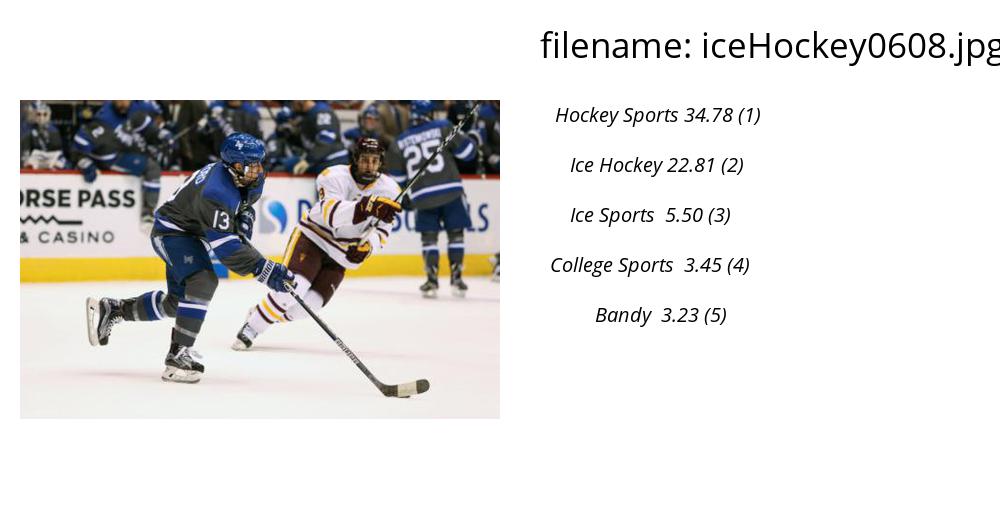 filename: iceHockey0608.jpg
Hockey Sports 34.78 (1)
Ice Hockey 22.81 (2)
Ice Sports 5.50 (3)
College Sports 3.45 (4)
Bandy 3.23 (5)
2
25
ORSE PASS
& CASINO
13